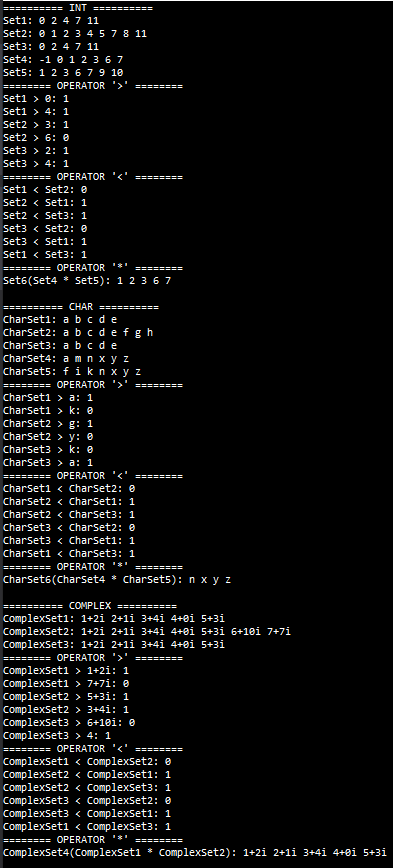 ========== INT ==========
Set1: 0 2 4 7 11
Set2: 0 1 2 3 4 5 7 8 11
Set3: 0 2 4 7 11
Set4: -1 0 1 2 3 6 7
Set5: 1 2 3 6 7 9 10
======== OPERATOR '>' ========
Set1 > 0: 1
Set1 > 4: 1
Set2 > 3: 1
Set2 > 6: 0
Set3 > 2: 1
Set3 > 4: 1
======== OPERATOR '<' ========
Set1 < Set2: 0
Set2 < Set1: 1
Set2 < Set3: 1
Set3 < Set2: 0
Set3 < Set1: 1
Set1 < Set3: 1
======== OPERATOR '*' ========
Set6(Set4 * Set5): 1 2 3 6 7
========== CHAR ==========
CharSet1: a b c d e
CharSet2: a b c d e f g h
CharSet3: a b c d e
CharSet4: a m n x y z
CharSet5: f i k n x y z
======== OPERATOR '>' ========
CharSet1 > a: 1
CharSet1 > k: 0
CharSet2 > g: 1
CharSet2 > y: 0
CharSet3 > k: 0
CharSet3 > a: 1
======== OPERATOR '<' ========
CharSet1 < CharSet2: 0
CharSet2 < CharSet1: 1
CharSet2 < CharSet3: 1
CharSet3 < CharSet2: 0
CharSet3 < CharSet1: 1
CharSet1 < CharSet3: 1
======== OPERATOR '*' ========
CharSet6(CharSet4 * CharSet5): n x y z
========== COMPLEX ==========
ComplexSet1: 1+2i 2+1i 3+4i 4+0i 5+3i
ComplexSet2: 1+2i 2+1i 3+4i 4+0i 5+3i 6+10i 7+7i
ComplexSet3: 1+2i 2+1i 3+4i 4+0i 5+3i
======== OPERATOR '>' ========
ComplexSet1 > 1+2i: 1
ComplexSet1 > 7+7i: 0
ComplexSet2 > 5+3i: 1
ComplexSet2 > 3+4i: 1
ComplexSet3 > 6+10i: 0
ComplexSet3 > 4: 1
======== OPERATOR '<' ========
ComplexSet1 < ComplexSet2: 0
ComplexSet2 < ComplexSet1: 1
ComplexSet2 < ComplexSet3: 1
ComplexSet3 < ComplexSet2: 0
ComplexSet3 < ComplexSet1: 1
ComplexSet1 < ComplexSet3: 1
======== OPERATOR '*' ========
ComplexSet4(ComplexSet1 * ComplexSet2): 1+2i 2+1i 3+4i 4+0i 5+3i